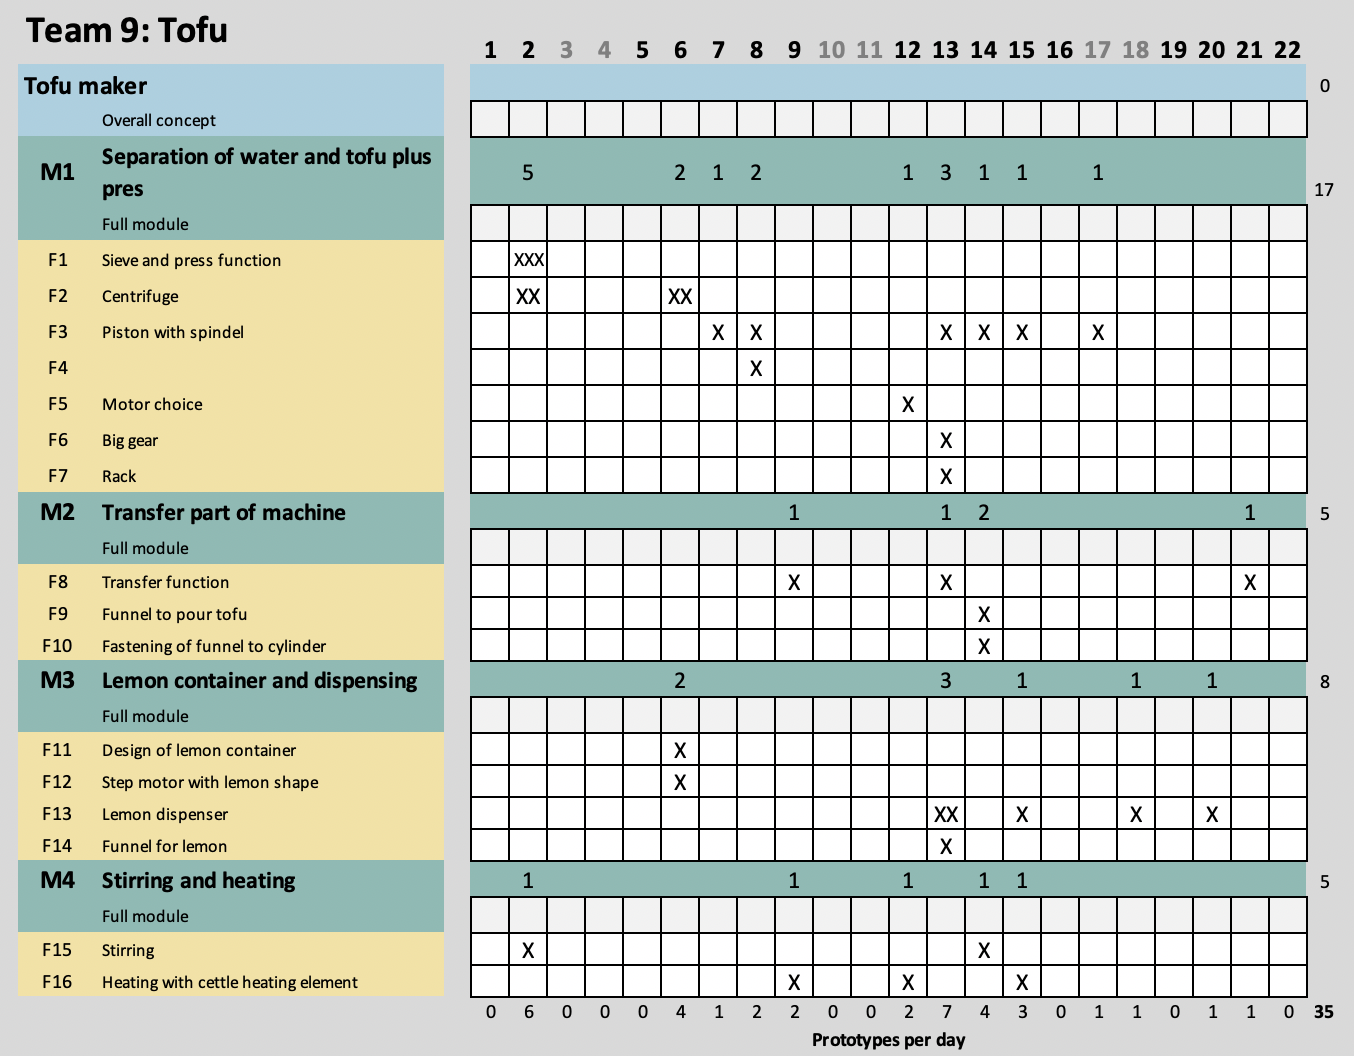 Team 9: Tofu
1 2 3 4 5 6 7 8 9 10 11 12 13 14 15 16 17 18 19 20 21 22
Tofu maker 0
Overall concept
M1 Separation of water and tofu plus
pres 5 2 1 2 1 3 1 1 1 17
Full module
F1 Sieve and press function XXX
F2 Centrifuge XX XX
F3 Piston with spindel X X X X X X
F4 X
F5 Motor choice X
F6 Big gear X
F7 Rack X
M2 Transfer part of machine 1 1 2 1 5
Full module
F8 Transfer function X X X
F9 Funnel to pour tofu X
F10 Fastening of funnel to cylinder X
M3 Lemon container and dispensing 2 3 1 1 1 8
Full module
F11 Design of lemon container X
F12 Step motor with lemon shape X
F13 Lemon dispenser XX X X X
F14 Funnel for lemon X
M4 Stirring and heating 1 1 1 1 1 5
Full module
F15 Stirring X X
F16 Heating with cettle heating element X X X
0 6 0 0 0 4 1 2 2 0 0 2 7 4 3 0 1 1 0 1 1 0 35
Prototypes per day